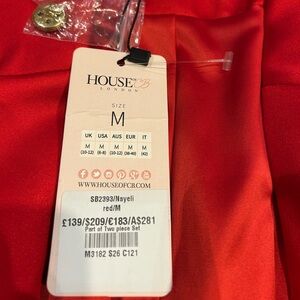 HOUSE
LONDON
SIZE
M
UK USA AUS EUR IT
M M M M M
(10-12) (6-8) (10-12) (38-40) (42)
WWW.HOUSEOFCB.COM
SB2393/Nayeli
red/M
£139/$209/€183/A$281
Part of Two piece Set
M3182 S26 C121